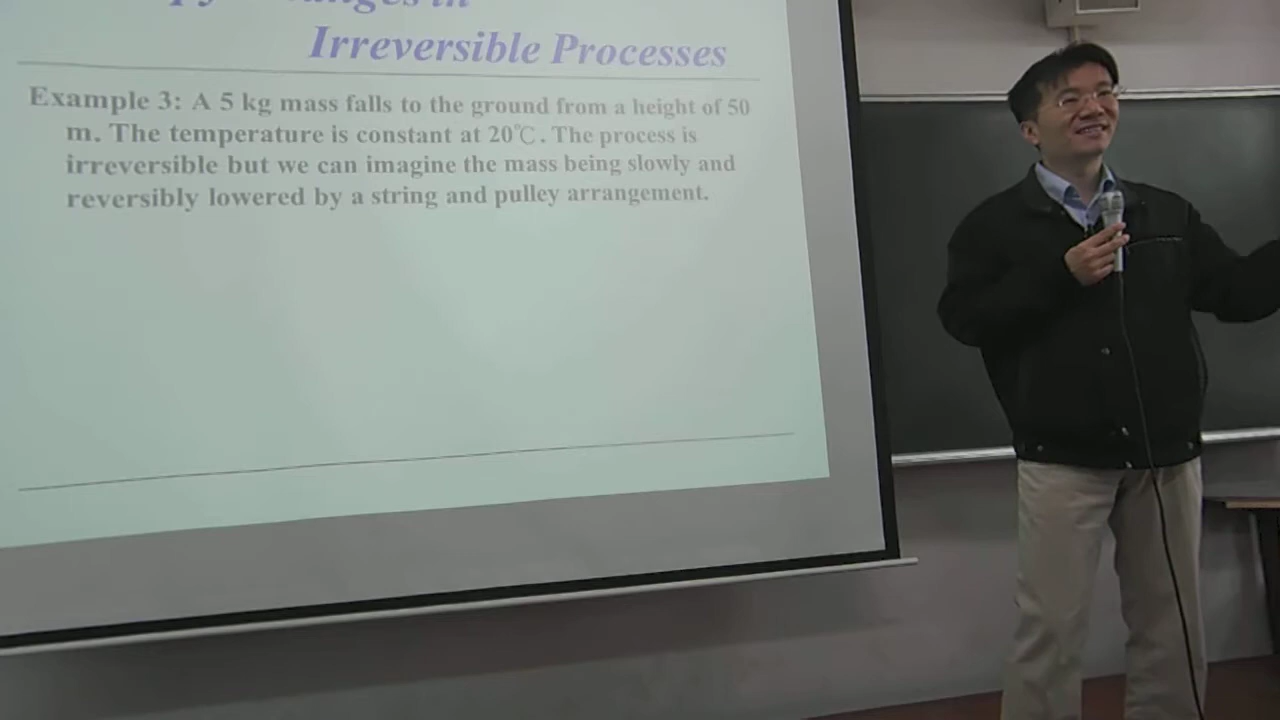 in
Irreversible Processes
Example 3: A 5 kg mass falls to the ground from a height of 50
m. The temperature is constant at 20℃. The process is
irreversible but we can imagine the mass being slowly and
reversibly lowered by a string and pulley arrangement.